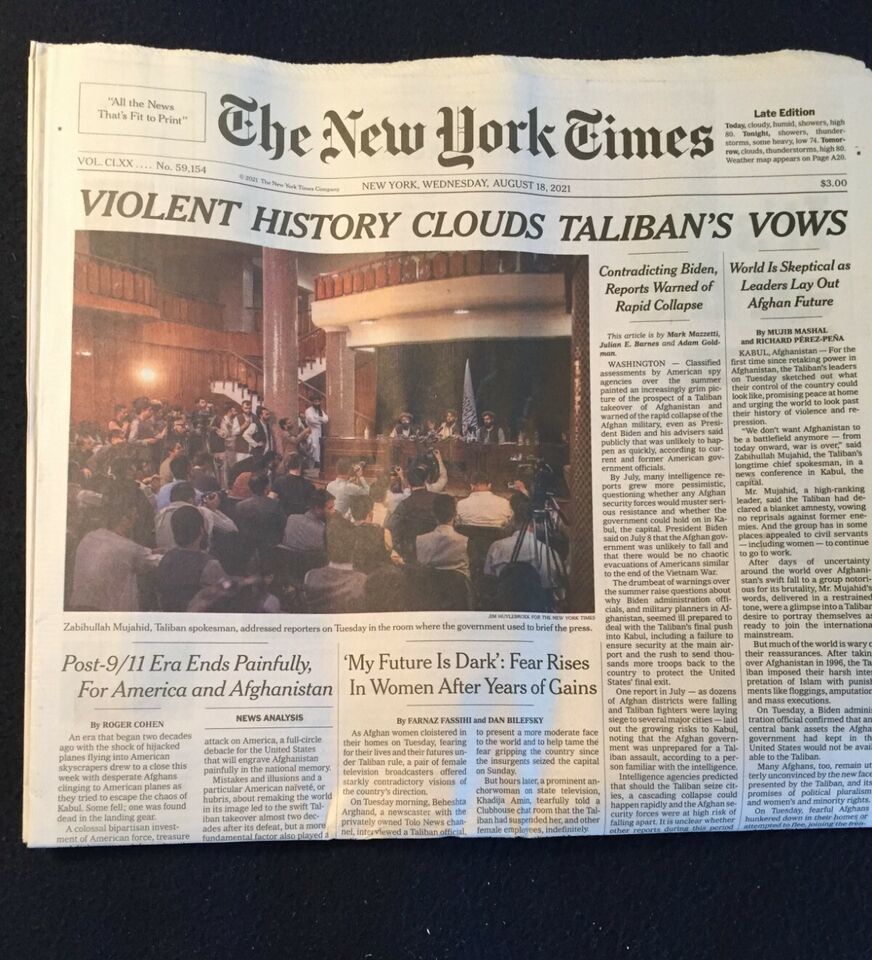 "All the News
That's Fit to Print"
The New York Times
Late Edition
Today, cloudy, humid, showers, high
80. Tonight, showers, thunder-
storms, some heavy, low 74. Tomor-
row, clouds, thunderstorms, high 80.
Weather map appears on Page A20.
VOL. CLXX .... No. 59,154
© 2021 The New York Times Company
NEW YORK, WEDNESDAY, AUGUST 18, 2021
$3.00
VIOLENT HISTORY CLOUDS TALIBAN'S VOWS
JIM HUYLEBROEK FOR THE NEW YORK TIMES
Zabihullah Mujahid, Taliban spokesman, addressed reporters on Tuesday in the room where the government used to brief the press.
Contradicting Biden,
Reports Warned of
Rapid Collapse
This article is by Mark Mazzetti,
Julian E. Barnes and Adam Gold-
man.
WASHINGTON — Classified
assessments by American spy
agencies over the summer
painted an increasingly grim pic-
ture of the prospect of a Taliban
takeover of Afghanistan and
warned of the rapid collapse of the
Afghan military, even as Presi-
dent Biden and his advisers said
publicly that was unlikely to hap-
pen as quickly, according to cur-
rent and former American gov-
ernment officials.
By July, many intelligence re-
ports grew more pessimistic,
questioning whether any Afghan
security forces would muster seri-
ous resistance and whether the
government could hold on in Ka-
bul, the capital. President Biden
said on July 8 that the Afghan gov-
ernment was unlikely to fall and
that there would be no chaotic
evacuations of Americans similar
to the end of the Vietnam War.
The drumbeat of warnings over
the summer raise questions about
why Biden administration offi-
cials, and military planners in Af-
ghanistan, seemed ill prepared to
deal with the Taliban's final push
into Kabul, including a failure to
ensure security at the main air-
port and the rush to send thou-
sands more troops back to the
country to protect the United
States' final exit.
One report in July — as dozens
of Afghan districts were falling
and Taliban fighters were laying
siege to several major cities — laid
out the growing risks to Kabul,
noting that the Afghan govern-
ment was unprepared for a Tal-
iban assault, according to a per-
son familiar with the intelligence.
Intelligence agencies predicted
that should the Taliban seize cit-
ies, a cascading collapse could
happen rapidly and the Afghan se-
curity forces were at high risk of
falling apart. It is unclear whether
other reports during this period
World Is Skeptical as
Leaders Lay Out
Afghan Future
By MUJIB MASHAL
and RICHARD PÉREZ-PEÑA
KABUL, Afghanistan — For the
first time since retaking power in
Afghanistan, the Taliban's leaders
on Tuesday sketched out what
their control of the country could
look like, promising peace at home
and urging the world to look past
their history of violence and re-
pression.
"We don't want Afghanistan to
be a battlefield anymore — from
today onward, war is over," said
Zabihullah Mujahid, the Taliban's
longtime chief spokesman, in a
news conference in Kabul, the
capital.
Mr. Mujahid, a high-ranking
leader, said the Taliban had de-
clared a blanket amnesty, vowing
no reprisals against former ene-
mies. And the group has in some
places appealed to civil servants
— including women — to continue
to go to work.
After days of uncertainty
around the world over Afghani-
stan's swift fall to a group notori-
ous for its brutality, Mr. Mujahid's
words, delivered in a restrained
tone, were a glimpse into a Taliban
desire to portray themselves as
ready to join the international
mainstream.
But much of the world is wary of
their reassurances. After taking
over Afghanistan in 1996, the Tal-
iban imposed their harsh inter-
pretation of Islam with punish-
ments like floggings, amputation
and mass executions.
On Tuesday, a Biden adminis-
tration official confirmed that any
central bank assets the Afghan
government had kept in the
United States would not be avail-
able to the Taliban.
Many Afghans, too, remain ut-
terly unconvinced by the new face
presented by the Taliban, and its
promises of political pluralism
and women's and minority rights.
On Tuesday, fearful Afghans
hunkered down in their homes or
attempted to flee, joining the
Post-9/11 Era Ends Painfully,
For America and Afghanistan
By ROGER COHEN
An era that began two decades
ago with the shock of hijacked
planes flying into American
skyscrapers drew to a close this
week with desperate Afghans
clinging to American planes as
they tried to escape the chaos of
Kabul. Some fell; one was found
dead in the landing gear.
A colossal bipartisan invest-
ment of American force, treasure
NEWS ANALYSIS
attack on America, a full-circle
debacle for the United States
that will engrave Afghanistan
painfully in the national memory.
Mistakes and illusions and a
particular American naïveté, or
hubris, about remaking the world
in its image led to the swift Tal-
iban takeover almost two dec-
ades after its defeat, but a more
fundamental factor also played a
'My Future Is Dark': Fear Rises
In Women After Years of Gains
By FARNAZ FASSIHI and DAN BILEFSKY
As Afghan women cloistered in
their homes on Tuesday, fearing
for their lives and their futures un-
der Taliban rule, a pair of female
television broadcasters offered
starkly contradictory visions of
the country's direction.
On Tuesday morning, Beheshta
Arghand, a newscaster with the
privately owned Tolo News chan-
nel, interviewed a Taliban official,
to present a more moderate face
to the world and to help tame the
fear gripping the country since
the insurgents seized the capital
on Sunday.
But hours later, a prominent an-
chorwoman on state television,
Khadija Amin, tearfully told a
Clubhouse chat room that the Tal-
iban had suspended her, and other
female employees, indefinitely.